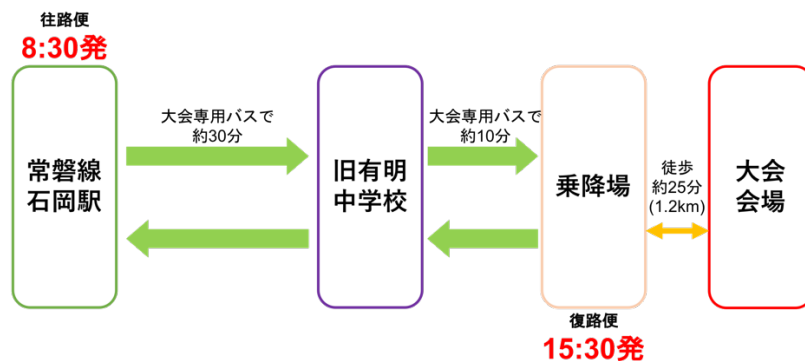 往路便
8:30発
常磐線
石岡駅
大会専用バスで
約30分
旧有明
中学校
大会専用バスで
約10分
乗降場
徒歩
約25分
(1.2km)
大会
会場
復路便
15:30発